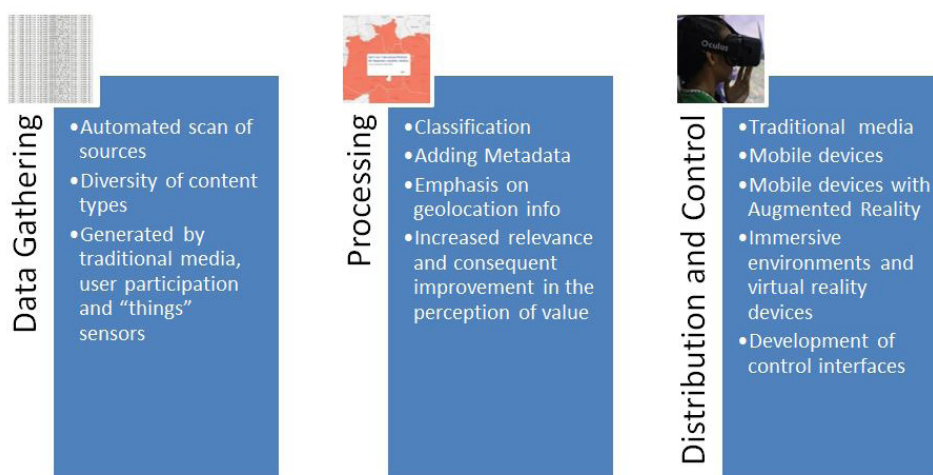 Data Gathering
•Automated scan of
sources
•Diversity of content
types
•Generated by
traditional media,
user participation
and “things”
sensors
Processing
•Classification
•Adding Metadata
•Emphasis on
geolocation info
•Increased relevance
and consequent
improvement in the
perception of value
oculus
Distribution and Control
•Traditional media
•Mobile devices
•Mobile devices with
Augmented Reality
•Immersive
environments and
virtual reality
devices
•Development of
control interfaces